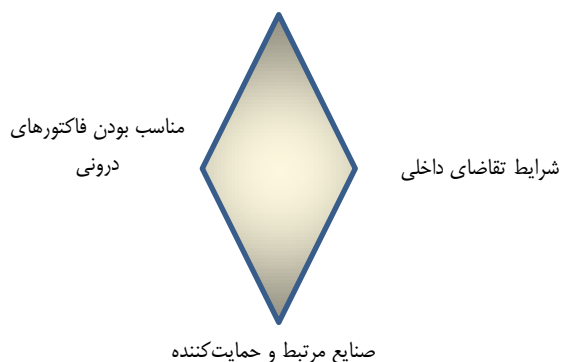 مناسب بودن فاکتورهای
درونی
شرایط تقاضای داخلی
صنایع مرتبط و حمایت‌کننده